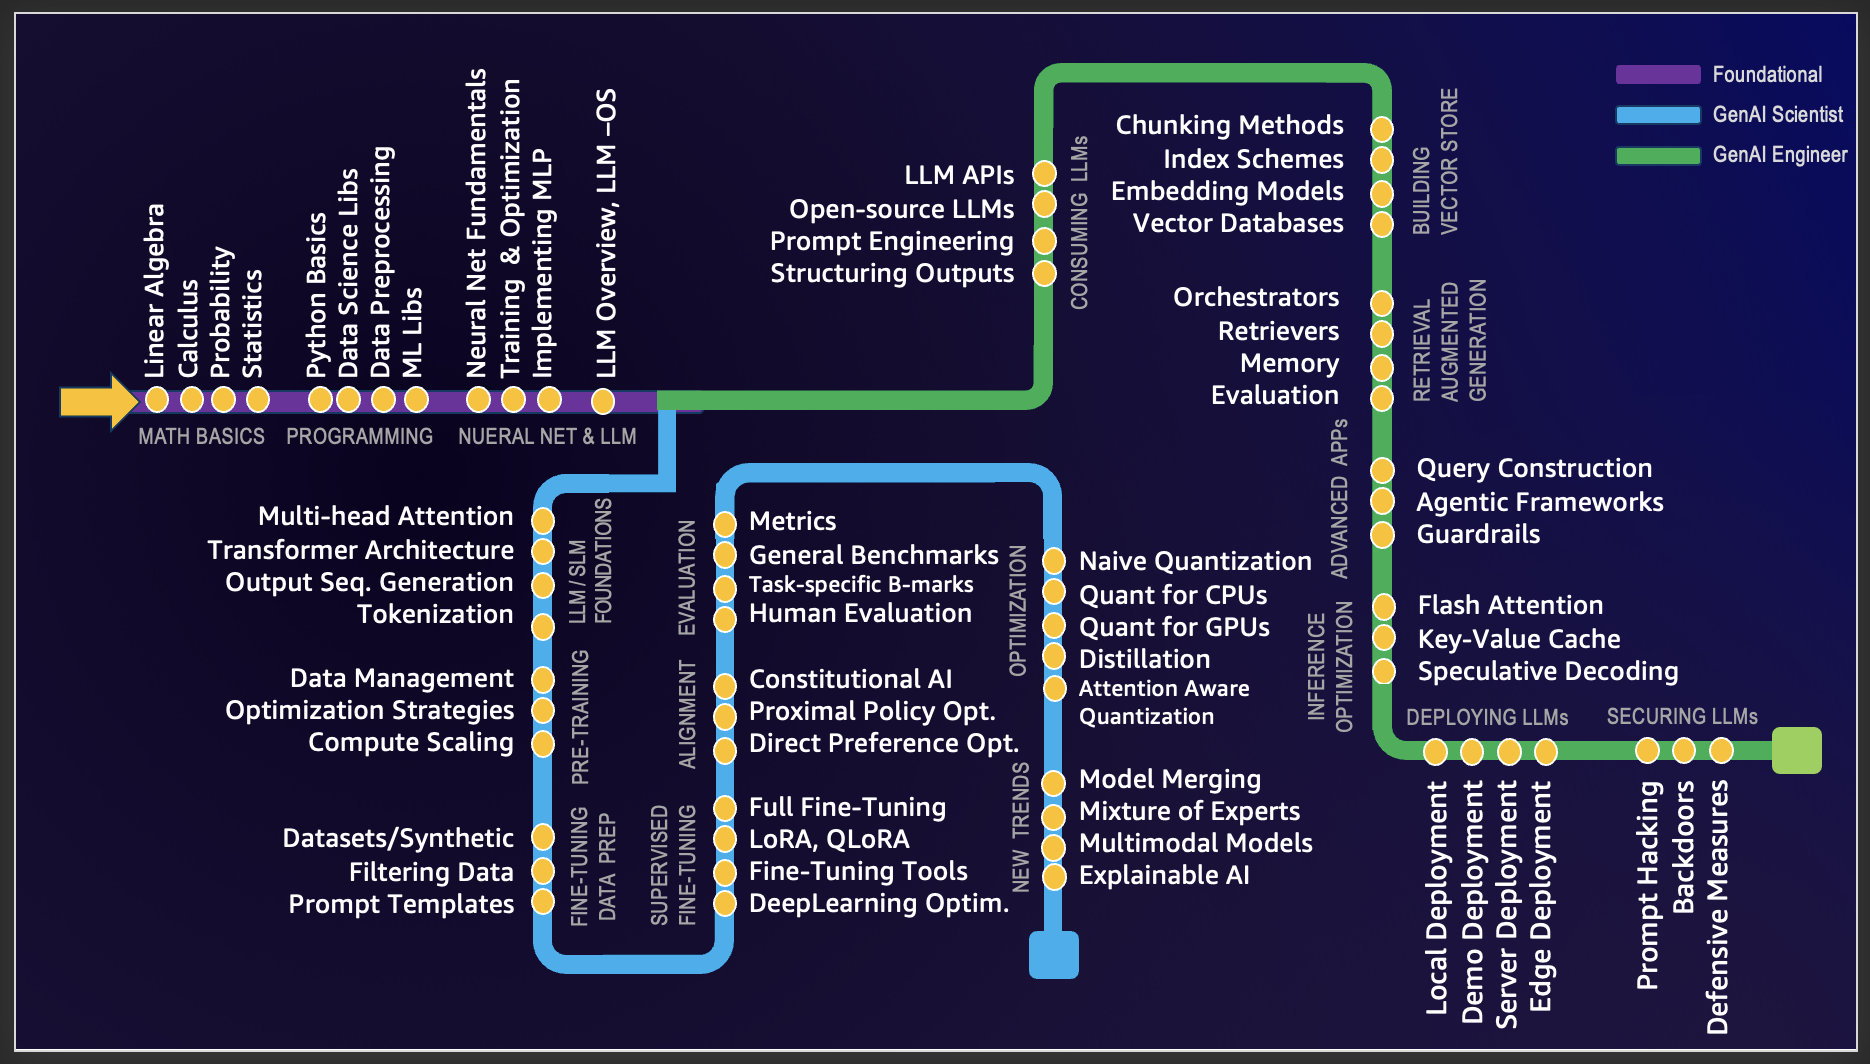 Foundational
GenAI Scientist
GenAI Engineer
Linear Algebra
Calculus
Probability
Statistics
MATH BASICS
Python Basics
Data Science Libs
Data Preprocessing
ML Libs
PROGRAMMING
Neural Net Fundamentals
Training & Optimization
Implementing MLP
LLM Overview, LLM –OS
NUERAL NET & LLM
Multi-head Attention
Transformer Architecture
Output Seq. Generation
Tokenization
LLM / SLM
FOUNDATIONS
Data Management
Optimization Strategies
Compute Scaling
PRE-TRAINING
Datasets/Synthetic
Filtering Data
Prompt Templates
FINE-TUNING
DATA PREP
SUPERVISED
FINE-TUNING
Full Fine-Tuning
LoRA, QLoRA
Fine-Tuning Tools
DeepLearning Optim.
ALIGNMENT
Constitutional AI
Proximal Policy Opt.
Direct Preference Opt.
EVALUATION
Metrics
General Benchmarks
Task-specific B-marks
Human Evaluation
OPTIMIZATION
Naive Quantization
Quant for CPUs
Quant for GPUs
Distillation
Attention Aware
Quantization
NEW TRENDS
Model Merging
Mixture of Experts
Multimodal Models
Explainable AI
LLM APIs
Open-source LLMs
Prompt Engineering
Structuring Outputs
CONSUMING LLMs
Chunking Methods
Index Schemes
Embedding Models
Vector Databases
BUILDING
VECTOR STORE
Orchestrators
Retrievers
Memory
Evaluation
RETRIEVAL
AUGMENTED
GENERATION
ADVANCED APPs
Query Construction
Agentic Frameworks
Guardrails
INFERENCE
OPTIMIZATION
Flash Attention
Key-Value Cache
Speculative Decoding
DEPLOYING LLMs
Local Deployment
Demo Deployment
Server Deployment
Edge Deployment
SECURING LLMs
Prompt Hacking
Backdoors
Defensive Measures